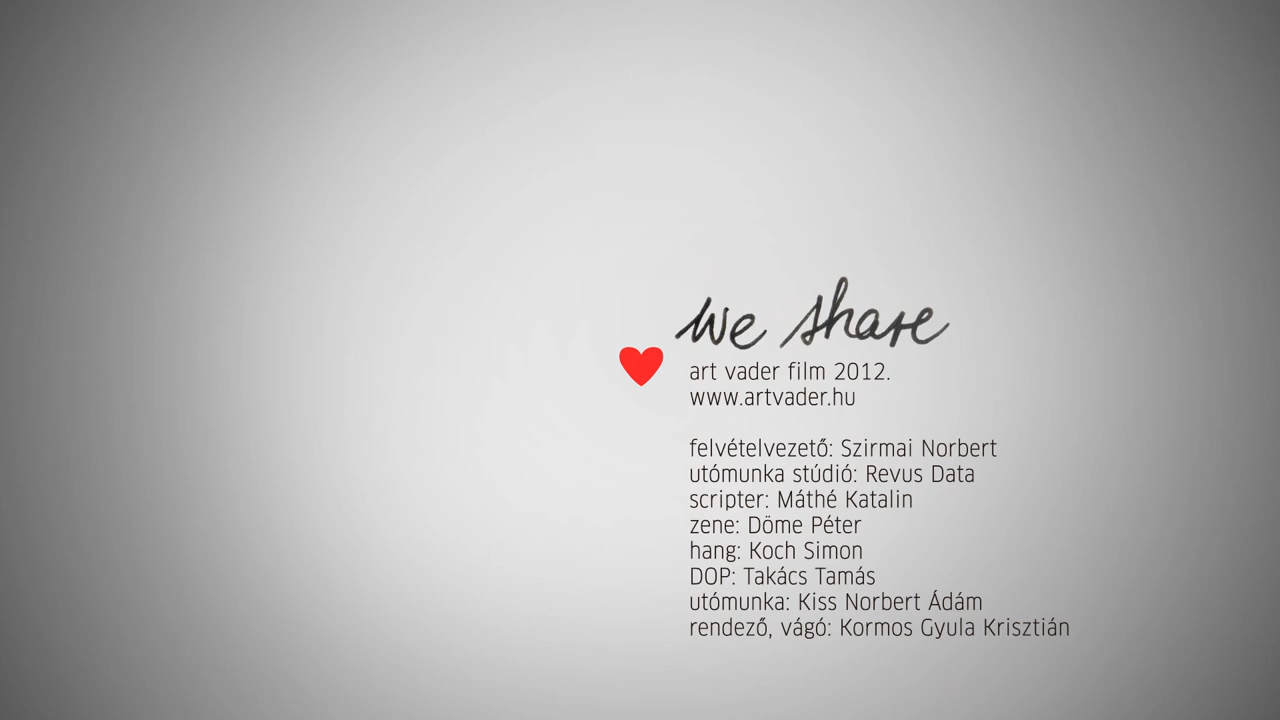 we share
art vader film 2012.
www.artvader.hu
felvételvezető: Szirmai Norbert
utómunka stúdió: Revus Data
scripter: Máthé Katalin
zene: Döme Péter
hang: Koch Simon
DOP: Takács Tamás
utómunka: Kiss Norbert Ádám
rendező, vágó: Kormos Gyula Krisztián